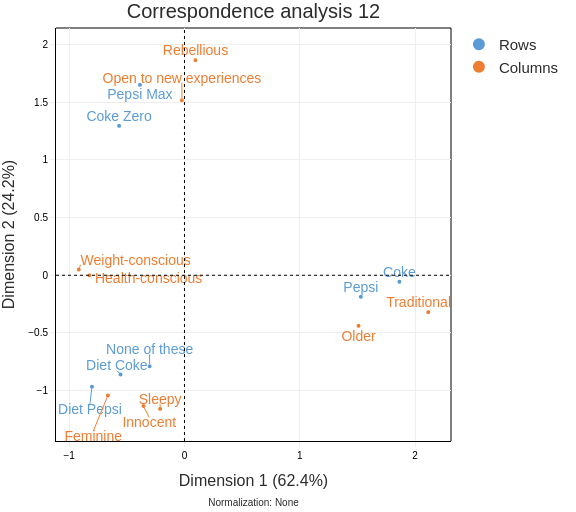 Correspondence analysis 12
Rows
Columns
Rebellious
Open to new experiences
Pepsi Max
Coke Zero
Weight-conscious
Health-conscious
Coke
Pepsi
Traditional
Older
None of these
Diet Coke
Diet Pepsi
Sleepy
Innocent
Feminine
2
1.5
1
0.5
0
−0.5
−1
Dimension 2 (24.2%)
−1
0
1
2
Dimension 1 (62.4%)
Normalization: None